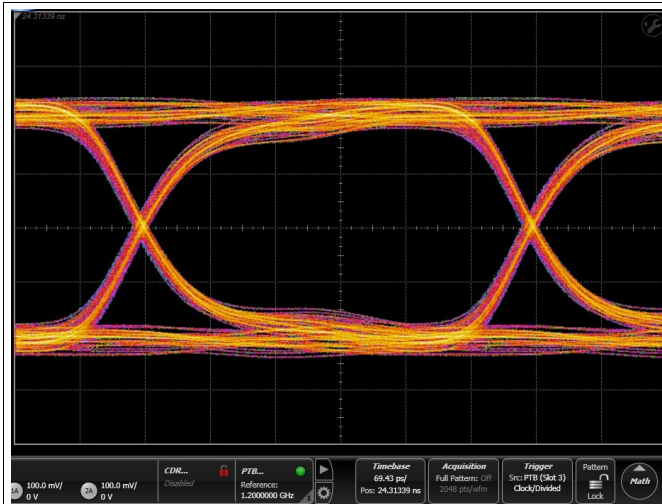 24.31339 ns
1A
100.0 mV/
0 V
2A
100.0 mV/
0 V
CDR...
Disabled
PTB...
Reference:
1.2000000 GHz
1
Timebase
69.43 ps/
Pos: 24.31339 ns
Acquisition
Full Pattern: Off
2048 pts/wfm
Trigger
Src: PTB (Slot 3)
Clock/Divided
Pattern
Lock
Math